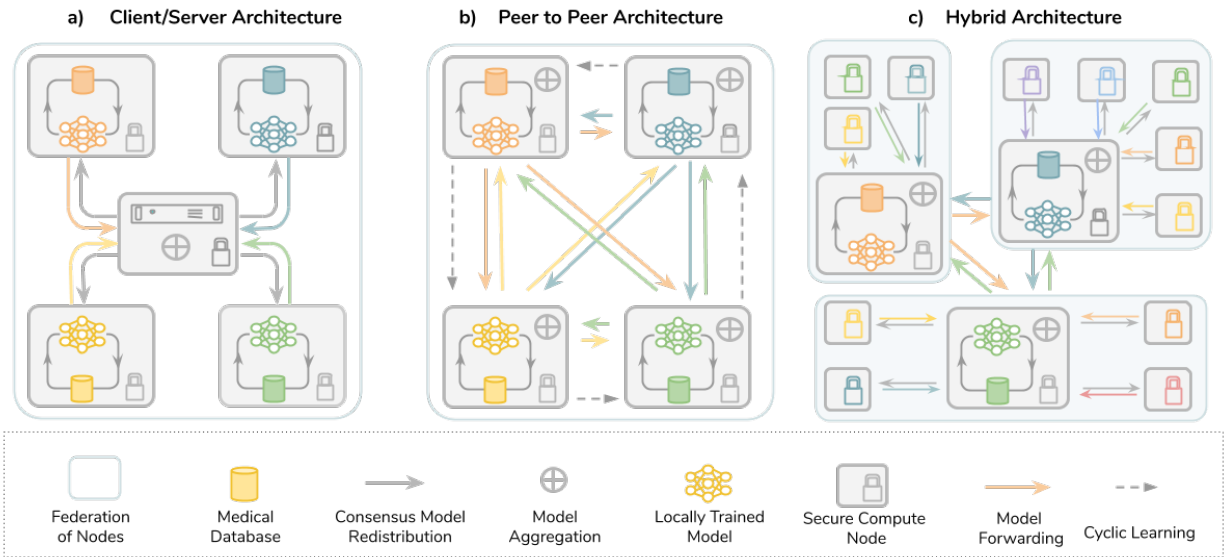 a) Client/Server Architecture
b) Peer to Peer Architecture
c) Hybrid Architecture
Federation
of Nodes
Medical
Database
Consensus Model
Redistribution
Model
Aggregation
Locally Trained
Model
Secure Compute
Node
Model
Forwarding
Cyclic Learning